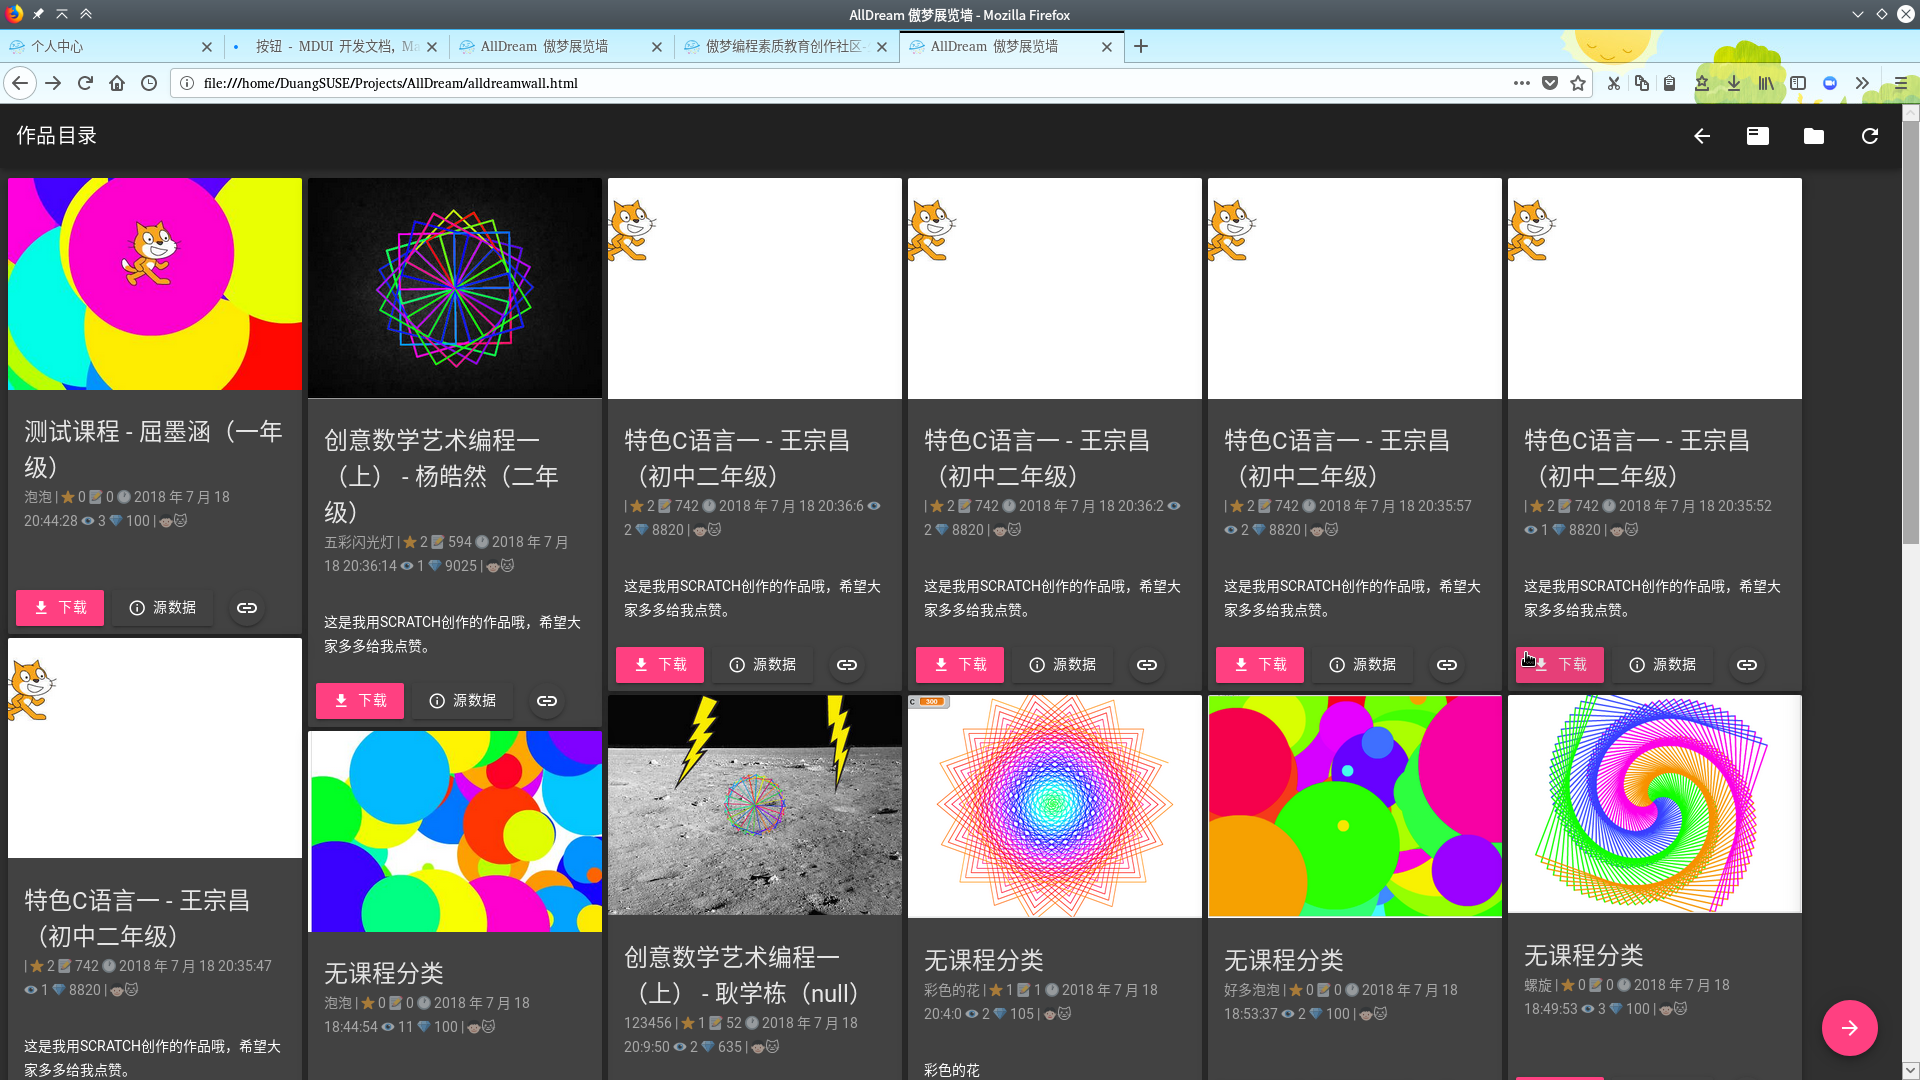 AllDream 傲梦展览墙 - Mozilla Firefox
个人中心
按钮 - MDUI 开发文档, Ma
AllDream 傲梦展览墙
傲梦编程素质教育创作社区-
AllDream 傲梦展览墙
file:///home/DuangSUSE/Projects/AllDream/alldreamwall.html
作品目录
测试课程 - 屈墨涵（一年
级）
泡泡 | ⭐ 0 📝 0 🕐 2018 年 7 月 18
20:44:28 👁 3 💎 100 | 🐵🐱
下载
源数据
特色C语言一 - 王宗昌
（初中二年级）
| ⭐ 2 📝 742 🕐 2018 年 7 月 18 20:35:47
👁 1 💎 8820 | 🐵🐱
这是我用SCRATCH创作的作品哦，希望大
家多多给我点赞。
创意数学艺术编程一
（上） - 杨皓然（二年
级）
五彩闪光灯 | ⭐ 2 📝 594 🕐 2018 年 7 月
18 20:36:14 👁 1 💎 9025 | 🐵🐱
这是我用SCRATCH创作的作品哦，希望大
家多多给我点赞。
下载
源数据
无课程分类
泡泡 | ⭐ 0 📝 0 🕐 2018 年 7 月 18
18:44:54 👁 11 💎 100 | 🐵🐱
特色C语言一 - 王宗昌
（初中二年级）
| ⭐ 2 📝 742 🕐 2018 年 7 月 18 20:36:6 👁
2 💎 8820 | 🐵🐱
这是我用SCRATCH创作的作品哦，希望大
家多多给我点赞。
下载
源数据
创意数学艺术编程一
（上） - 耿学栋（null）
123456 | ⭐ 1 📝 52 🕐 2018 年 7 月 18
20:9:50 👁 2 💎 635 | 🐵🐱
特色C语言一 - 王宗昌
（初中二年级）
| ⭐ 2 📝 742 🕐 2018 年 7 月 18 20:36:2 👁
2 💎 8820 | 🐵🐱
这是我用SCRATCH创作的作品哦，希望大
家多多给我点赞。
下载
源数据
c 300
无课程分类
彩色的花 | ⭐ 1 📝 1 🕐 2018 年 7 月 18
20:4:0 👁 2 💎 105 | 🐵🐱
彩色的花
特色C语言一 - 王宗昌
（初中二年级）
| ⭐ 2 📝 742 🕐 2018 年 7 月 18 20:35:57
👁 2 💎 8820 | 🐵🐱
这是我用SCRATCH创作的作品哦，希望大
家多多给我点赞。
下载
源数据
无课程分类
好多泡泡 | ⭐ 0 📝 0 🕐 2018 年 7 月 18
18:53:37 👁 2 💎 100 | 🐵🐱
特色C语言一 - 王宗昌
（初中二年级）
| ⭐ 2 📝 742 🕐 2018 年 7 月 18 20:35:52
👁 1 💎 8820 | 🐵🐱
这是我用SCRATCH创作的作品哦，希望大
家多多给我点赞。
下载
源数据
无课程分类
螺旋 | ⭐ 0 📝 0 🕐 2018 年 7 月 18
18:49:53 👁 3 💎 100 | 🐵🐱